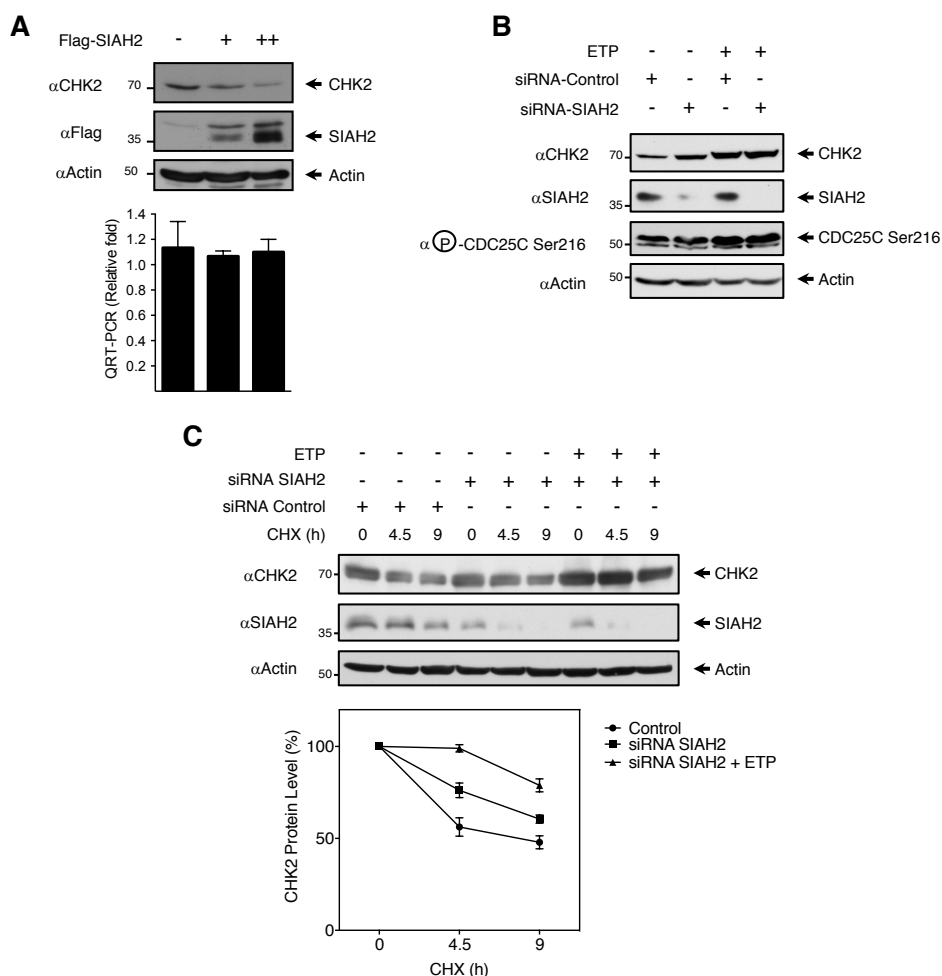 A
Flag-SIAH2 - + ++
αCHK2 70 CHK2
αFlag 35 SIAH2
αActin 50 Actin
QRT-PCR (Relative fold)
1.4
1.2
1.0
0.8
0.6
0.4
0.2
B
ETP - - + +
siRNA-Control + - + -
siRNA-SIAH2 - + - +
αCHK2 70 CHK2
αSIAH2 35 SIAH2
α P -CDC25C Ser216 50 CDC25C Ser216
αActin 50 Actin
C
ETP - - - - - - + + +
siRNA SIAH2 - - - + + + + + +
siRNA Control + + + - - - - - -
CHX (h) 0 4.5 9 0 4.5 9 0 4.5 9
αCHK2 70 CHK2
αSIAH2 35 SIAH2
αActin 50 Actin
CHK2 Protein Level (%)
100
50
0
0 4.5 9
CHX (h)
Control
siRNA SIAH2
siRNA SIAH2 + ETP